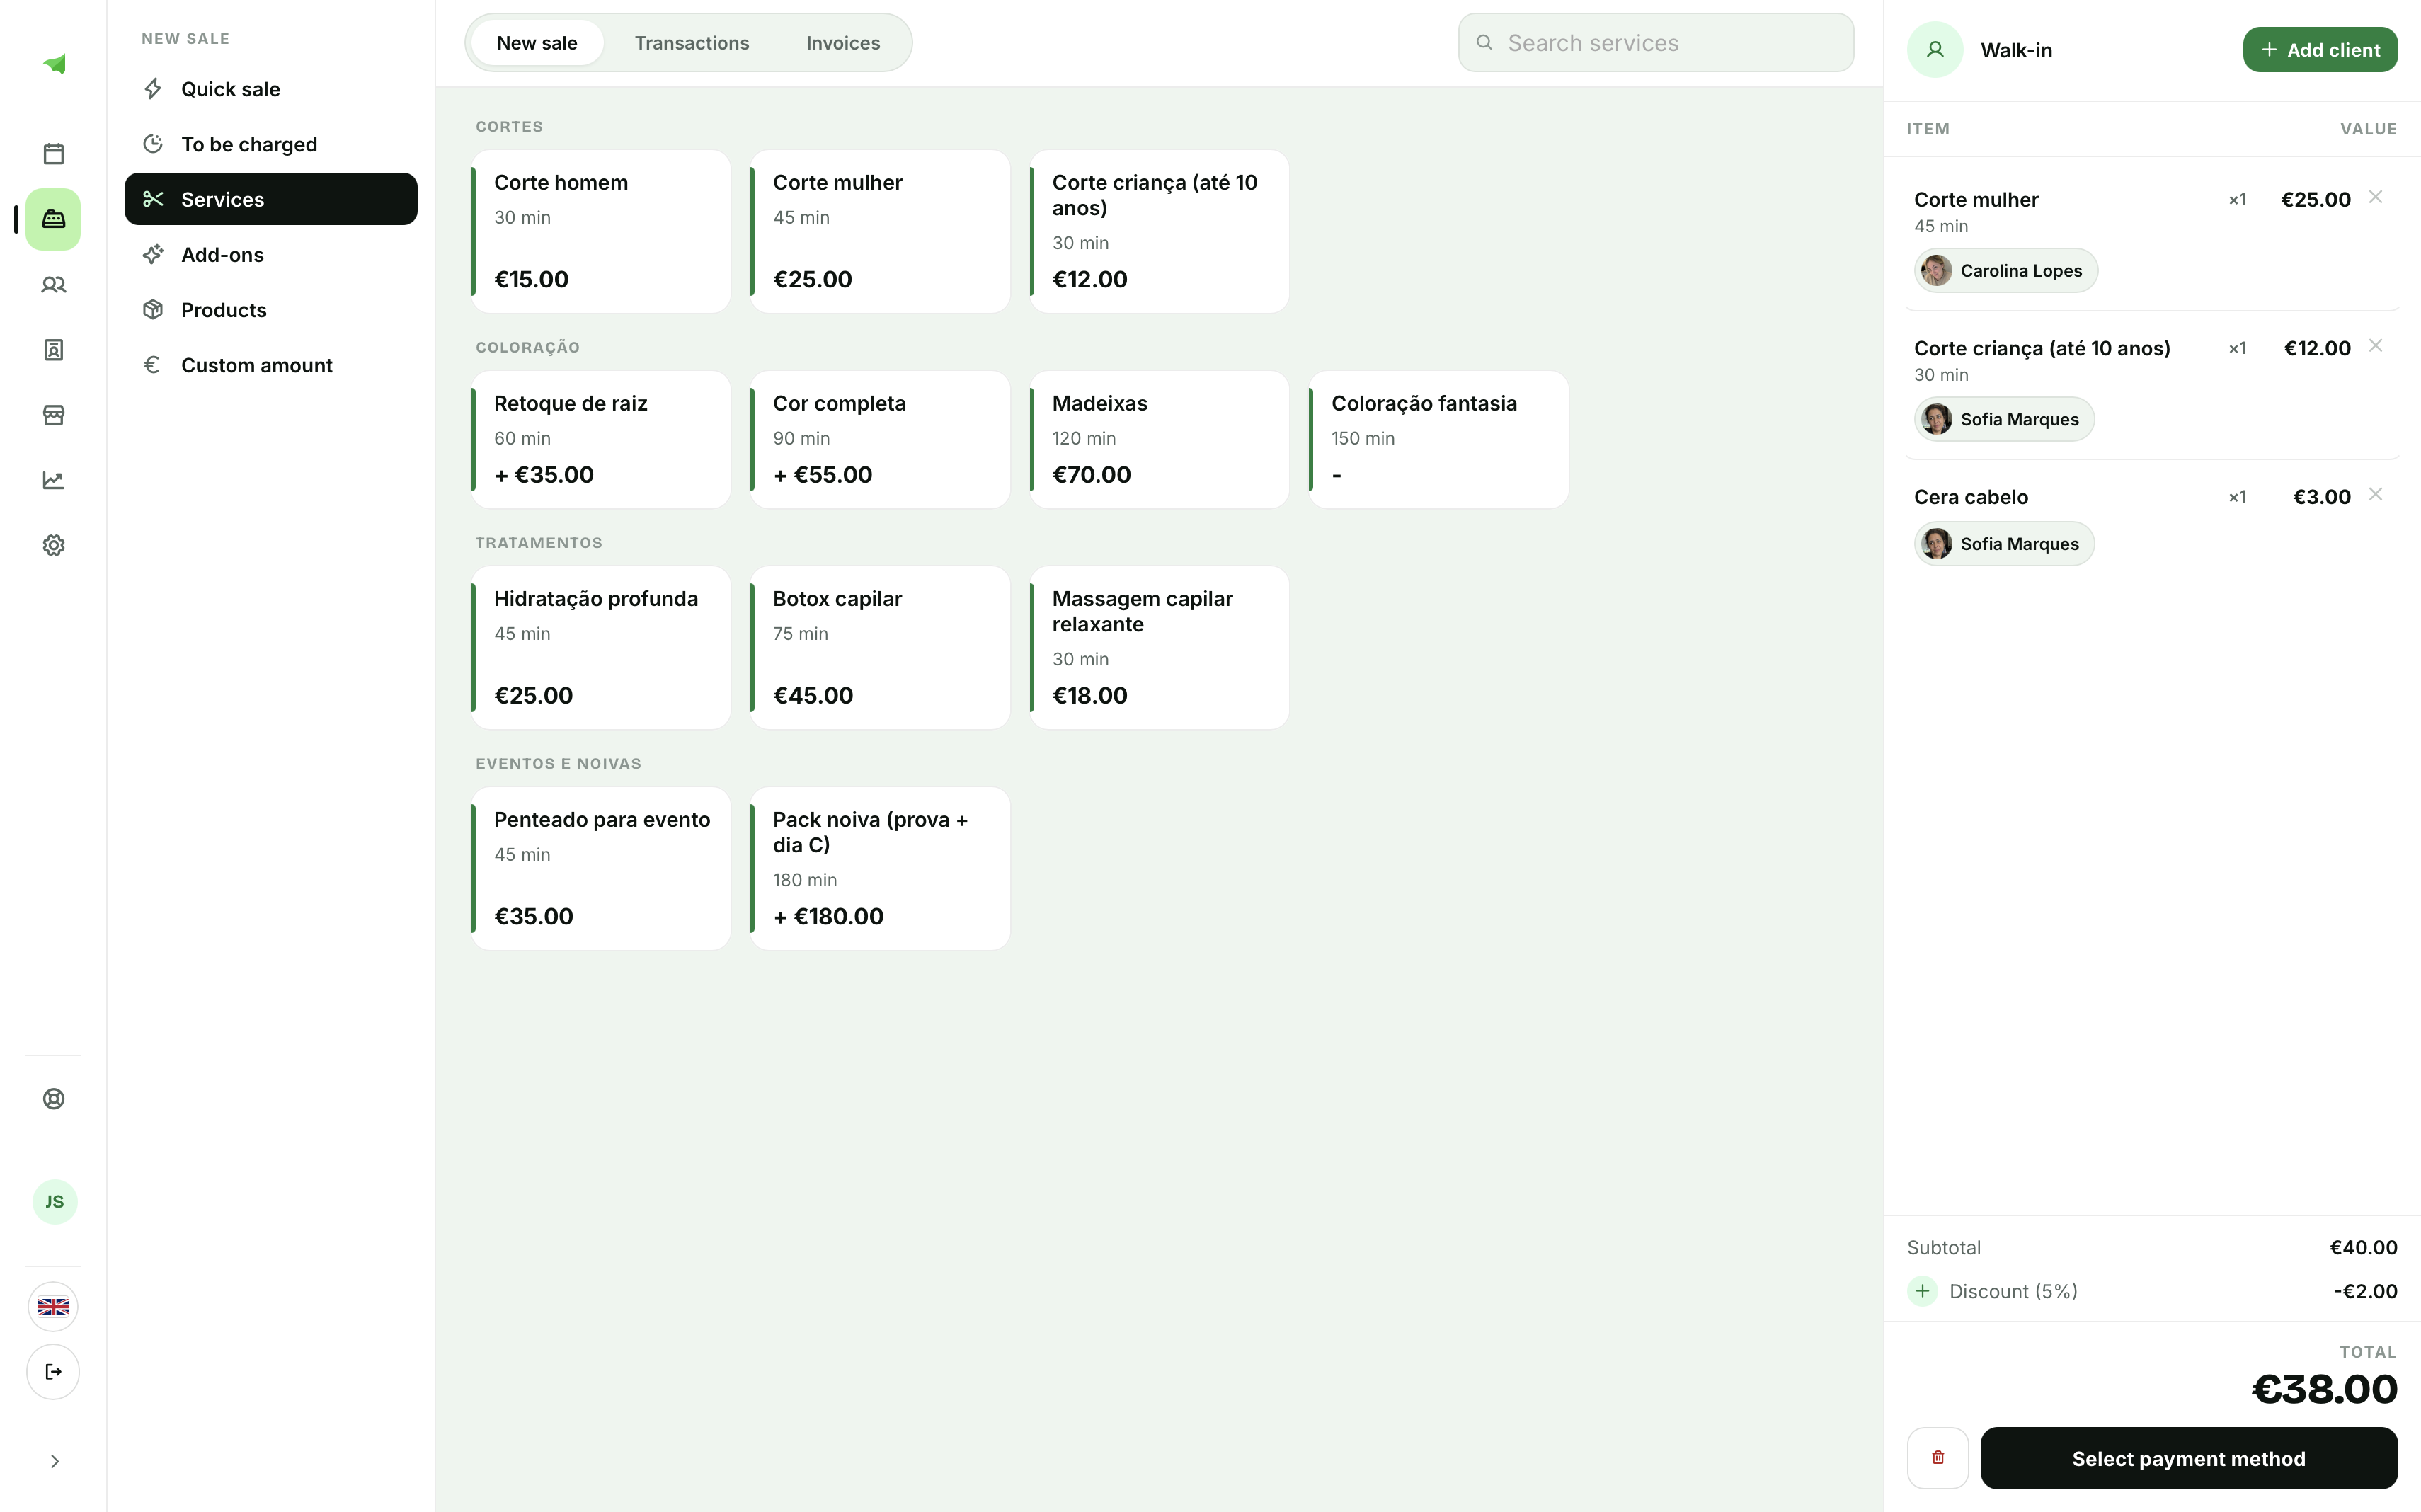 NEW SALE
Quick sale
To be charged
Services
Add-ons
Products
€ Custom amount
JS
New sale
Transactions
Invoices
Search services
CORTES
Corte homem
30 min
€15.00
Corte mulher
45 min
€25.00
Corte criança (até 10
anos)
30 min
€12.00
COLORAÇÃO
Retoque de raiz
60 min
+ €35.00
Cor completa
90 min
+ €55.00
Madeixas
120 min
€70.00
Coloração fantasia
150 min
-
TRATAMENTOS
Hidratação profunda
45 min
€25.00
Botox capilar
75 min
€45.00
Massagem capilar
relaxante
30 min
€18.00
EVENTOS E NOIVAS
Penteado para evento
45 min
€35.00
Pack noiva (prova +
dia C)
180 min
+ €180.00
Walk-in
+ Add client
ITEM VALUE
Corte mulher ×1 €25.00
45 min
Carolina Lopes
Corte criança (até 10 anos) ×1 €12.00
30 min
Sofia Marques
Cera cabelo ×1 €3.00
Sofia Marques
Subtotal €40.00
+ Discount (5%) -€2.00
TOTAL
€38.00
Select payment method